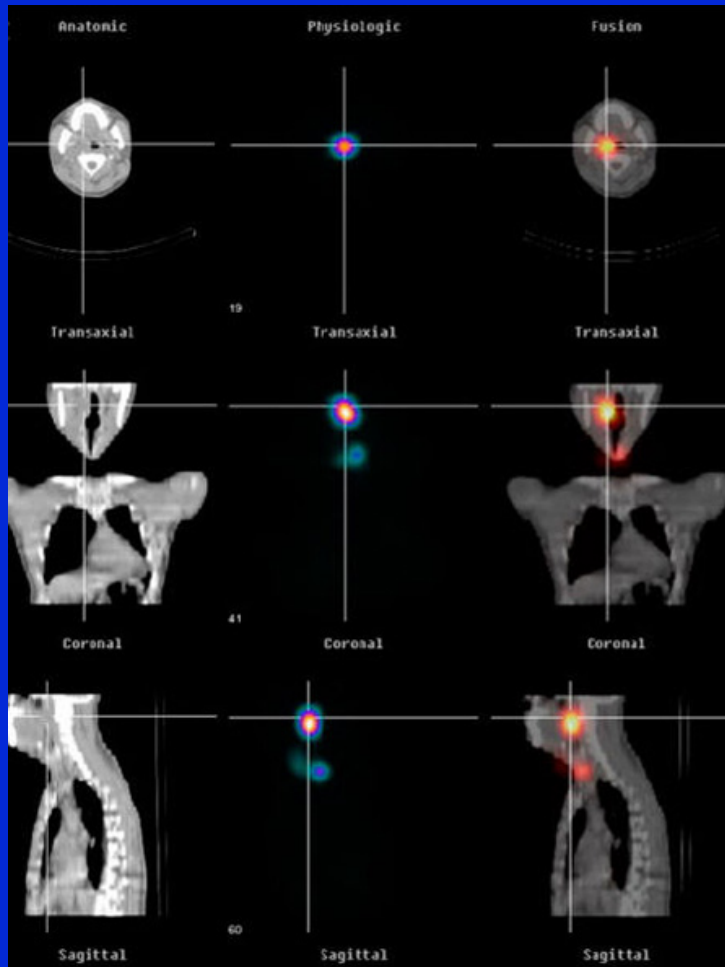 Anatomic Physiologic Fusion
19
Transaxial Transaxial Transaxial
41
Coronal Coronal Coronal
60
Sagittal Sagittal Sagittal